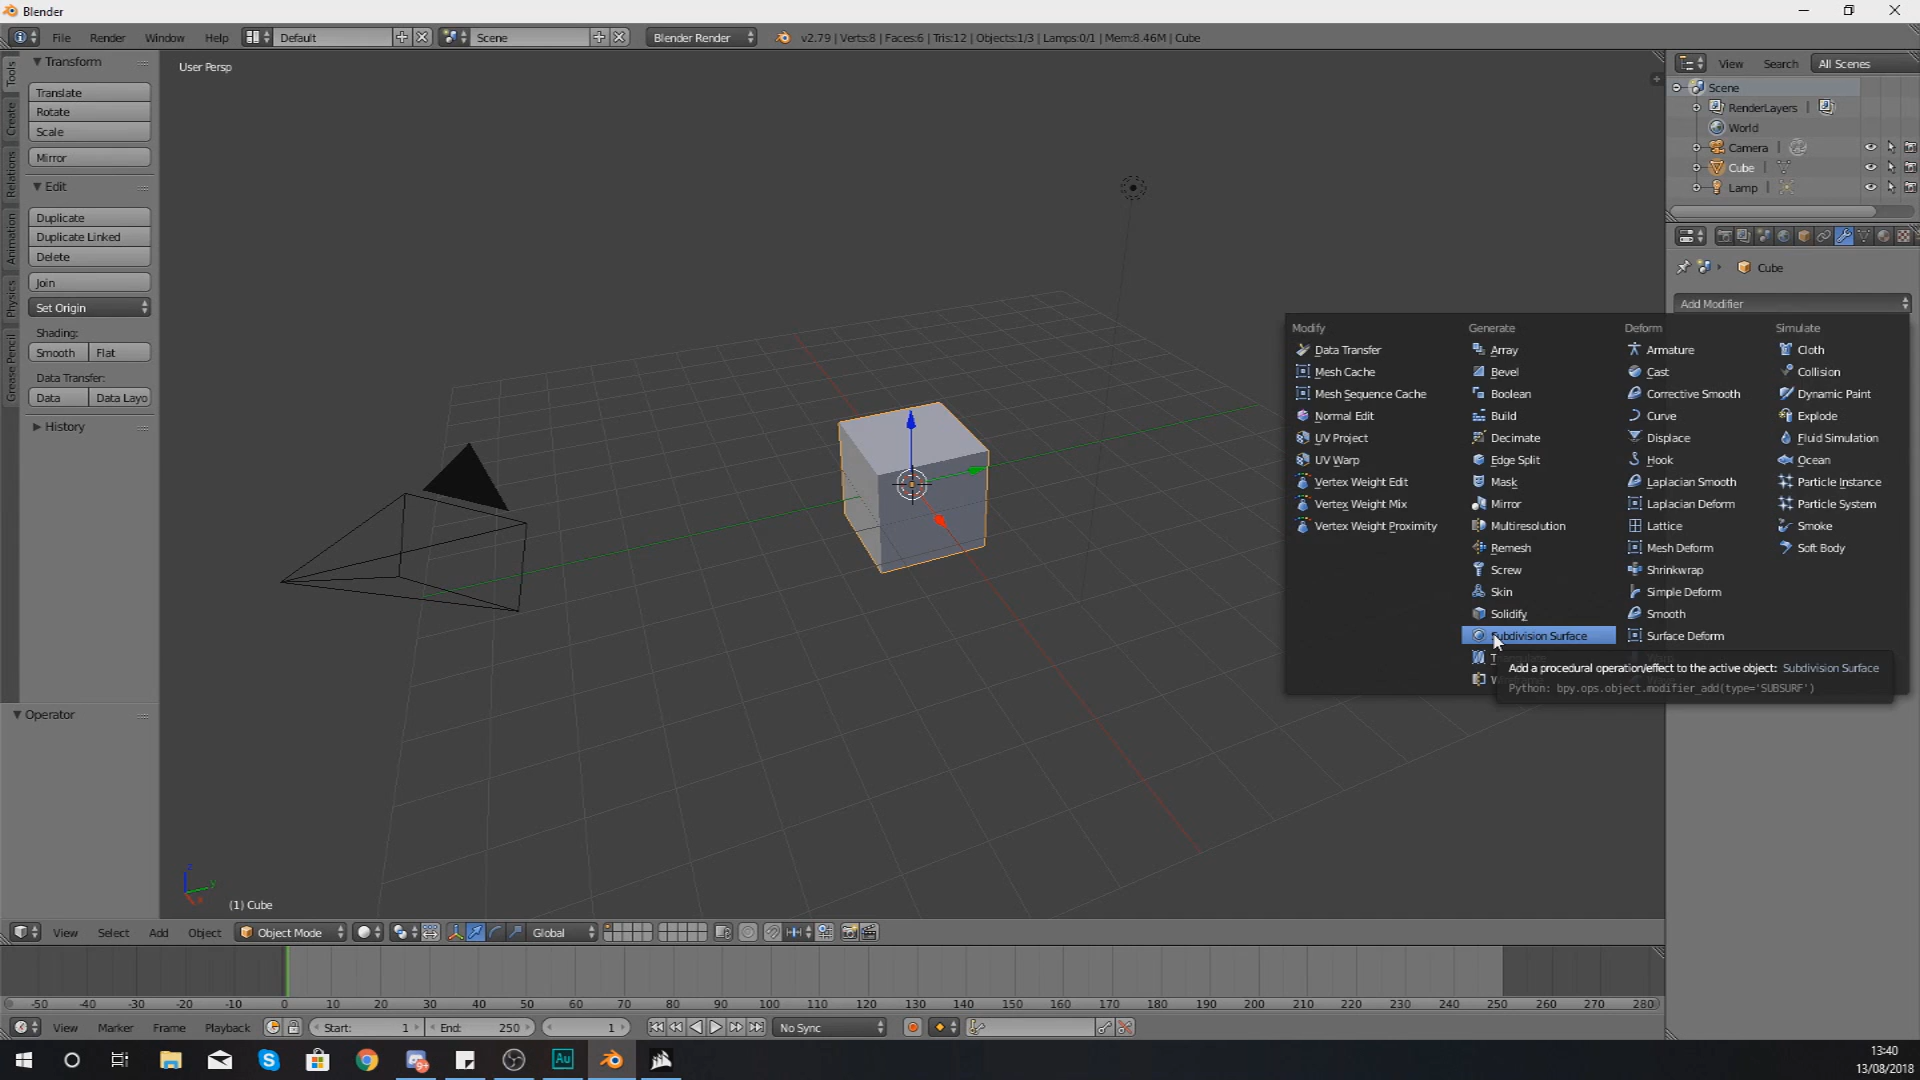 Blender
File Render Window Help Default Scene Blender Render v2.79 | Verts:8 | Faces:6 | Tris:12 | Objects:1/3 | Lamps:0/1 | Mem:8.46M | Cube
Tools
Create
Relations
Animation
Physics
Grease Pencil
Transform
Translate
Rotate
Scale
Mirror
Edit
Duplicate
Duplicate Linked
Delete
Join
Set Origin
Shading:
Smooth Flat
Data Transfer:
Data Data Layo
History
Operator
User Persp
(1) Cube
View Search All Scenes
Scene
RenderLayers
World
Camera
Cube
Lamp
Cube
Add Modifier
Modify
Data Transfer
Mesh Cache
Mesh Sequence Cache
Normal Edit
UV Project
UV Warp
Vertex Weight Edit
Vertex Weight Mix
Vertex Weight Proximity
Generate
Array
Bevel
Boolean
Build
Decimate
Edge Split
Mask
Mirror
Multiresolution
Remesh
Screw
Skin
Solidify
Subdivision Surface
Deform
Armature
Cast
Corrective Smooth
Curve
Displace
Hook
Laplacian Smooth
Laplacian Deform
Lattice
Mesh Deform
Shrinkwrap
Simple Deform
Smooth
Surface Deform
Simulate
Cloth
Collision
Dynamic Paint
Explode
Fluid Simulation
Ocean
Particle Instance
Particle System
Smoke
Soft Body
Add a procedural operation/effect to the active object: Subdivision Surface
Python: bpy.ops.object.modifier_add(type='SUBSURF')
z
y
x
View Select Add Object Object Mode Global
-50 -40 -30 -20 -10 0 10 20 30 40 50 60 70 80 90 100 110 120 130 140 150 160 170 180 190 200 210 220 230 240 250 260 270 280
View Marker Frame Playback Start: 1 End: 250 1 No Sync
9+
Au
13:40
13/08/2018